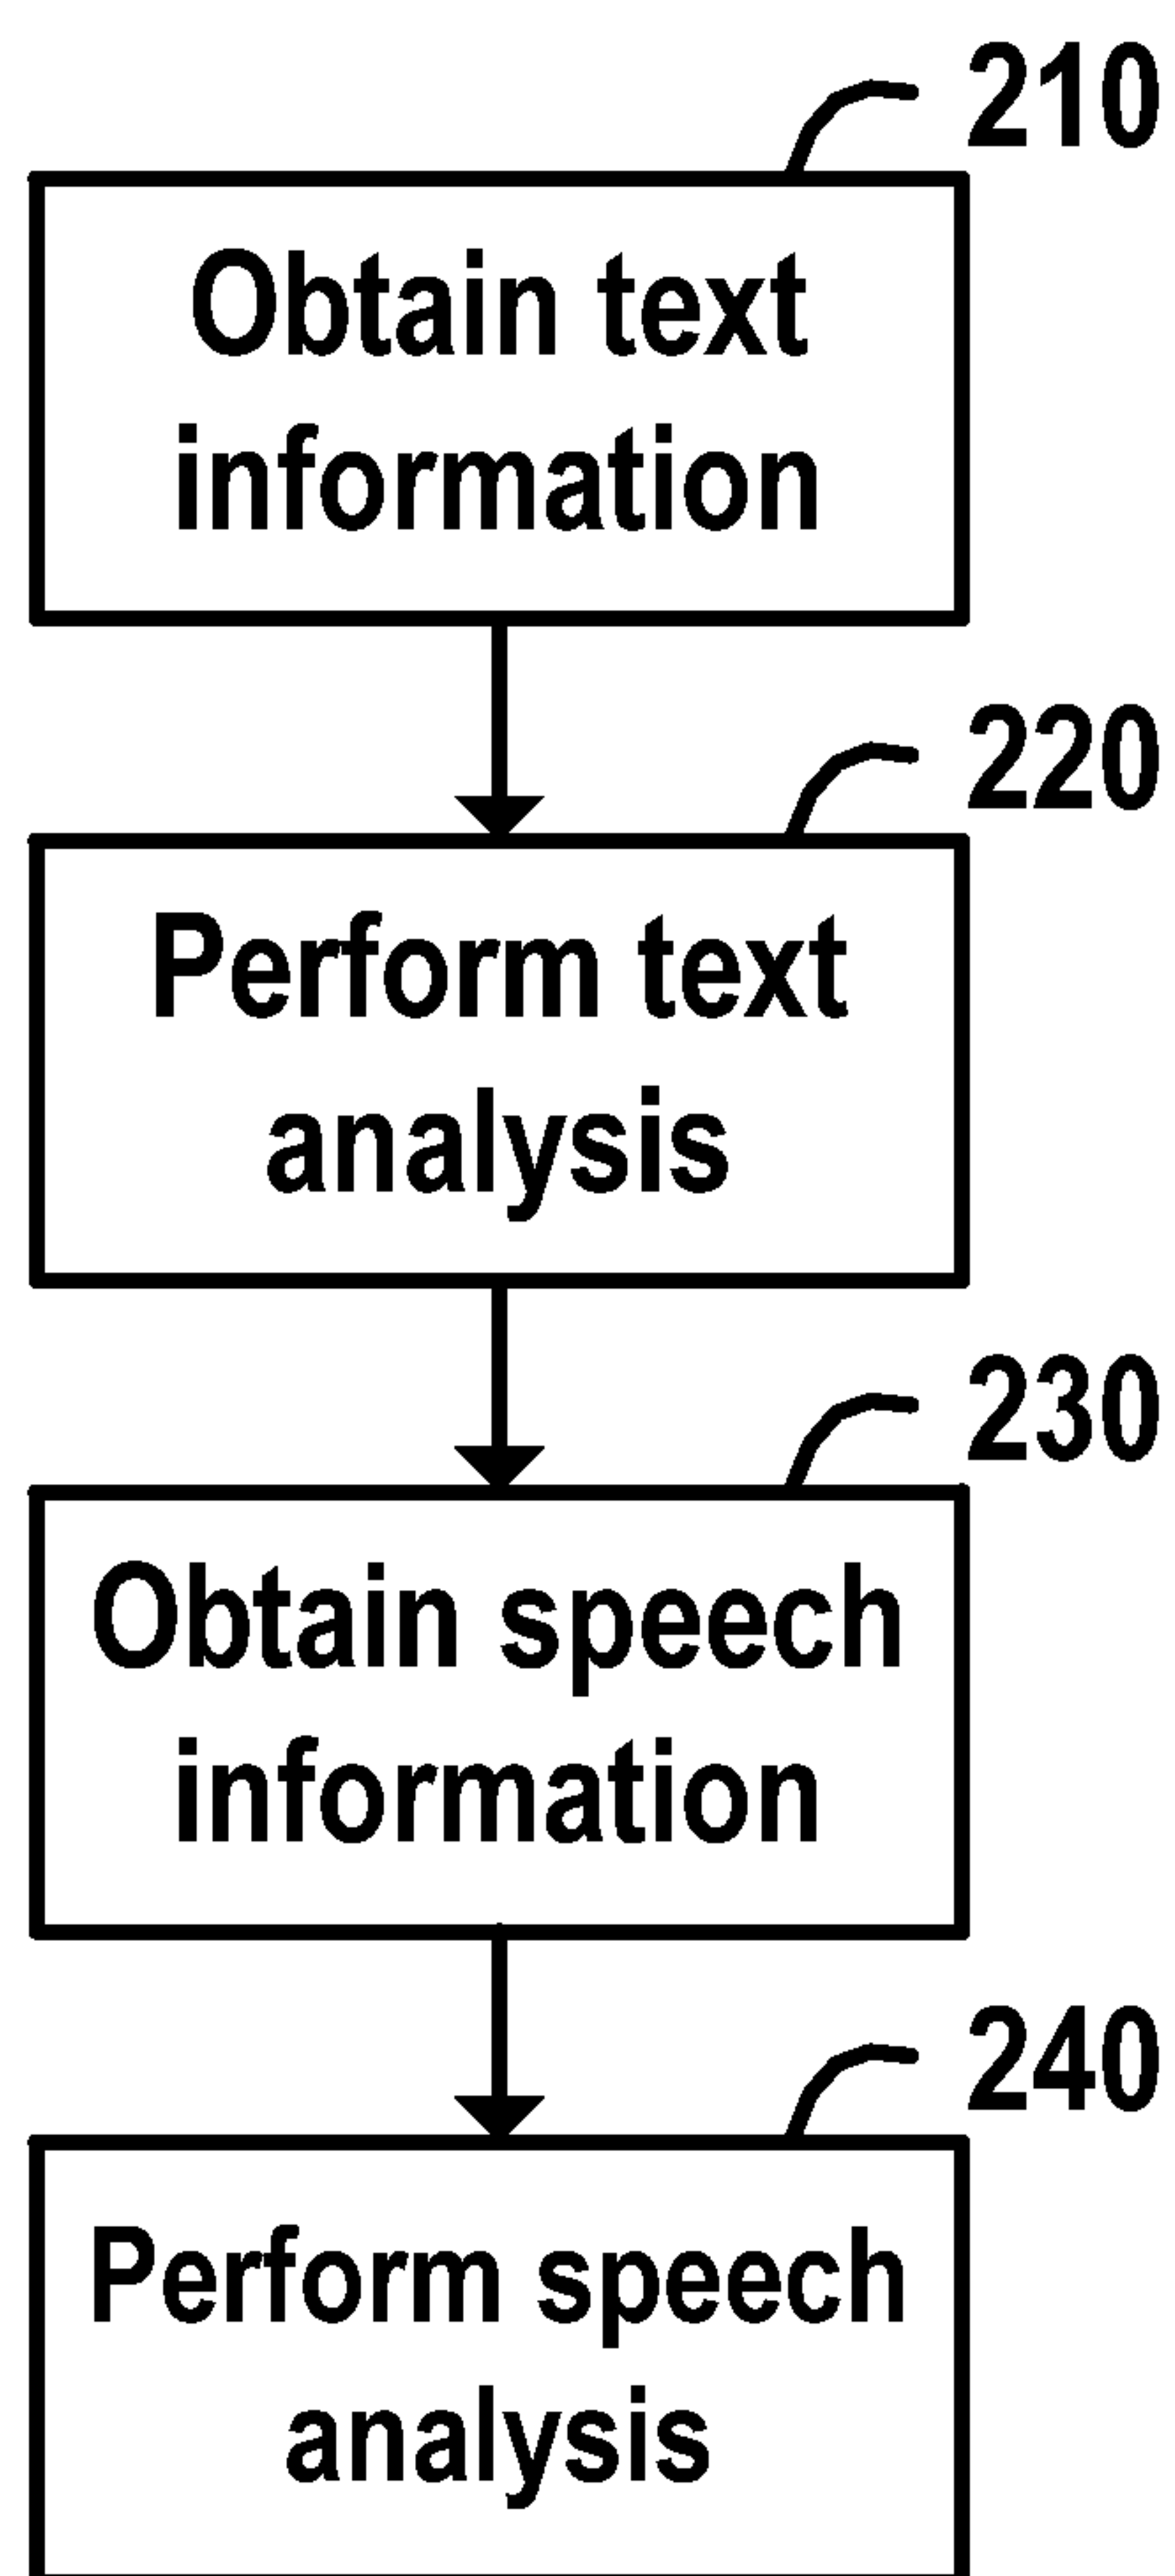 210
Obtain text
information
220
Perform text
analysis
230
Obtain speech
information
240
Perform speech
analysis